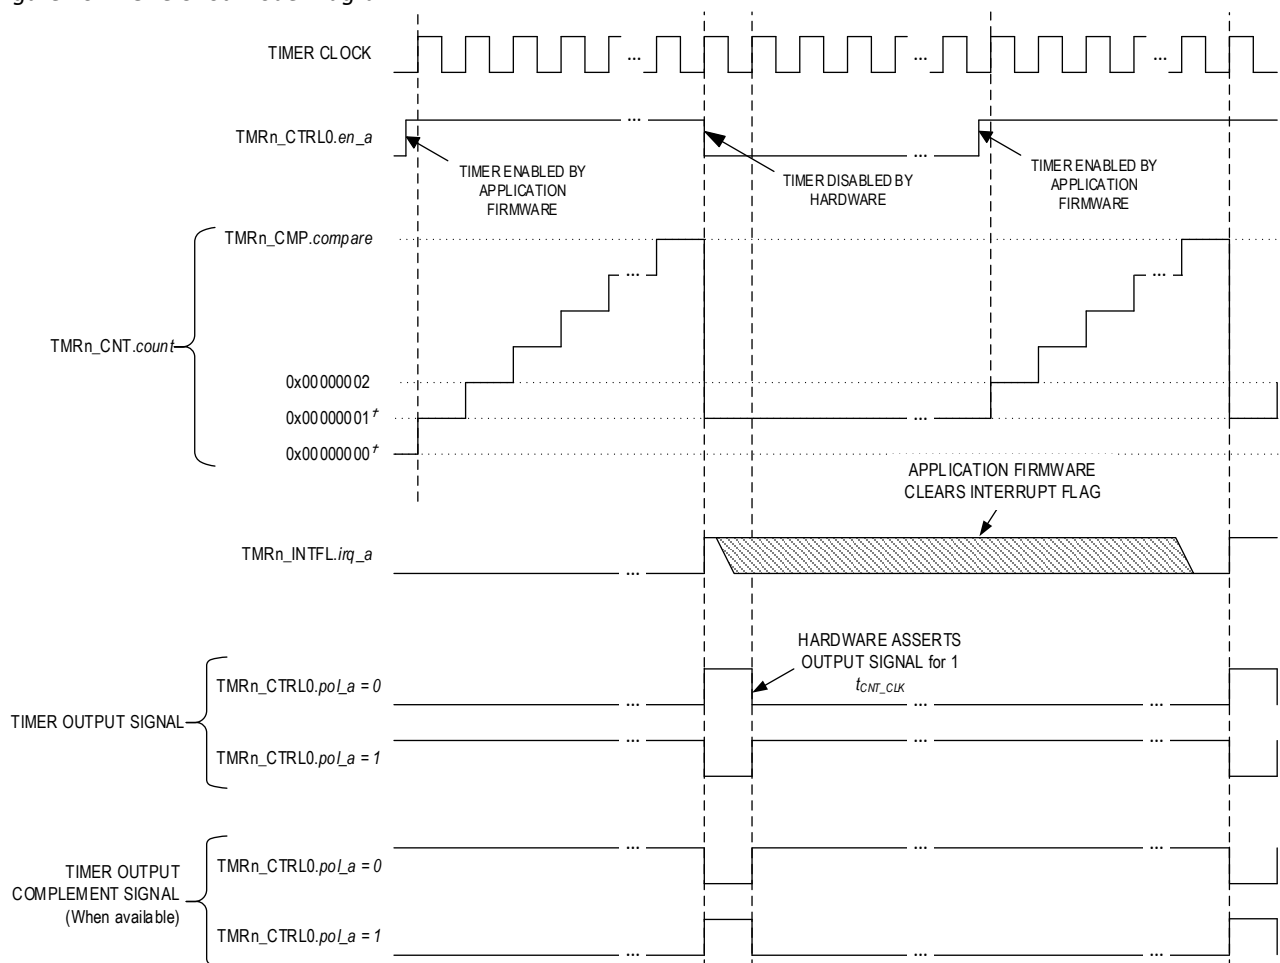 TIMER CLOCK
...
...
...
TMRn_CTRL0.en_a
...
...
TIMER ENABLED BY
APPLICATION
FIRMWARE
TIMER DISABLED BY
HARDWARE
TIMER ENABLED BY
APPLICATION
FIRMWARE
TMRn_CMP.compare
...
...
TMRn_CNT.count
0x00000002
0x00000001†
...
0x00000000†
APPLICATION FIRMWARE
CLEARS INTERRUPT FLAG
TMRn_INTFL.irq_a
...
HARDWARE ASSERTS
OUTPUT SIGNAL for 1
tCNT_CLK
TIMER OUTPUT SIGNAL
TMRn_CTRL0.pol_a = 0
...
...
...
TMRn_CTRL0.pol_a = 1
...
...
...
TIMER OUTPUT
COMPLEMENT SIGNAL
(When available)
TMRn_CTRL0.pol_a = 0
...
...
...
TMRn_CTRL0.pol_a = 1
...
...
...